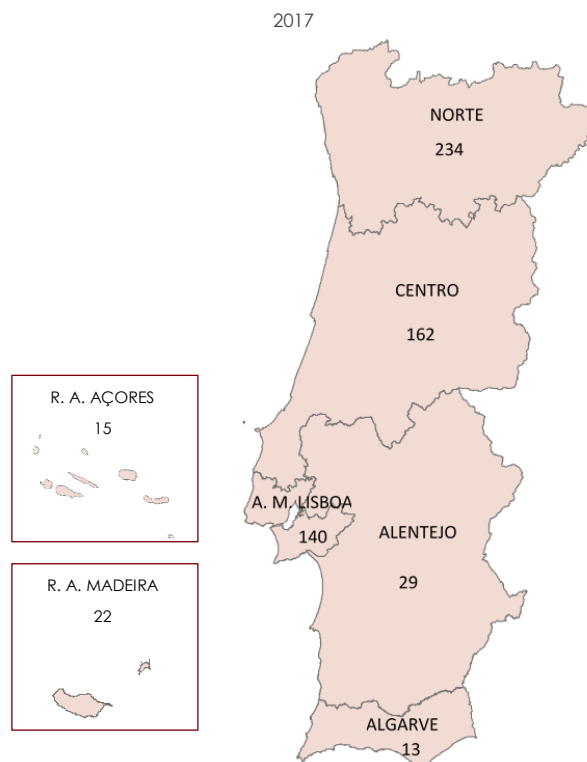 2017
NORTE
234
CENTRO
162
R. A. AÇORES
15
A. M. LISBOA
140
ALENTEJO
29
R. A. MADEIRA
22
ALGARVE
13